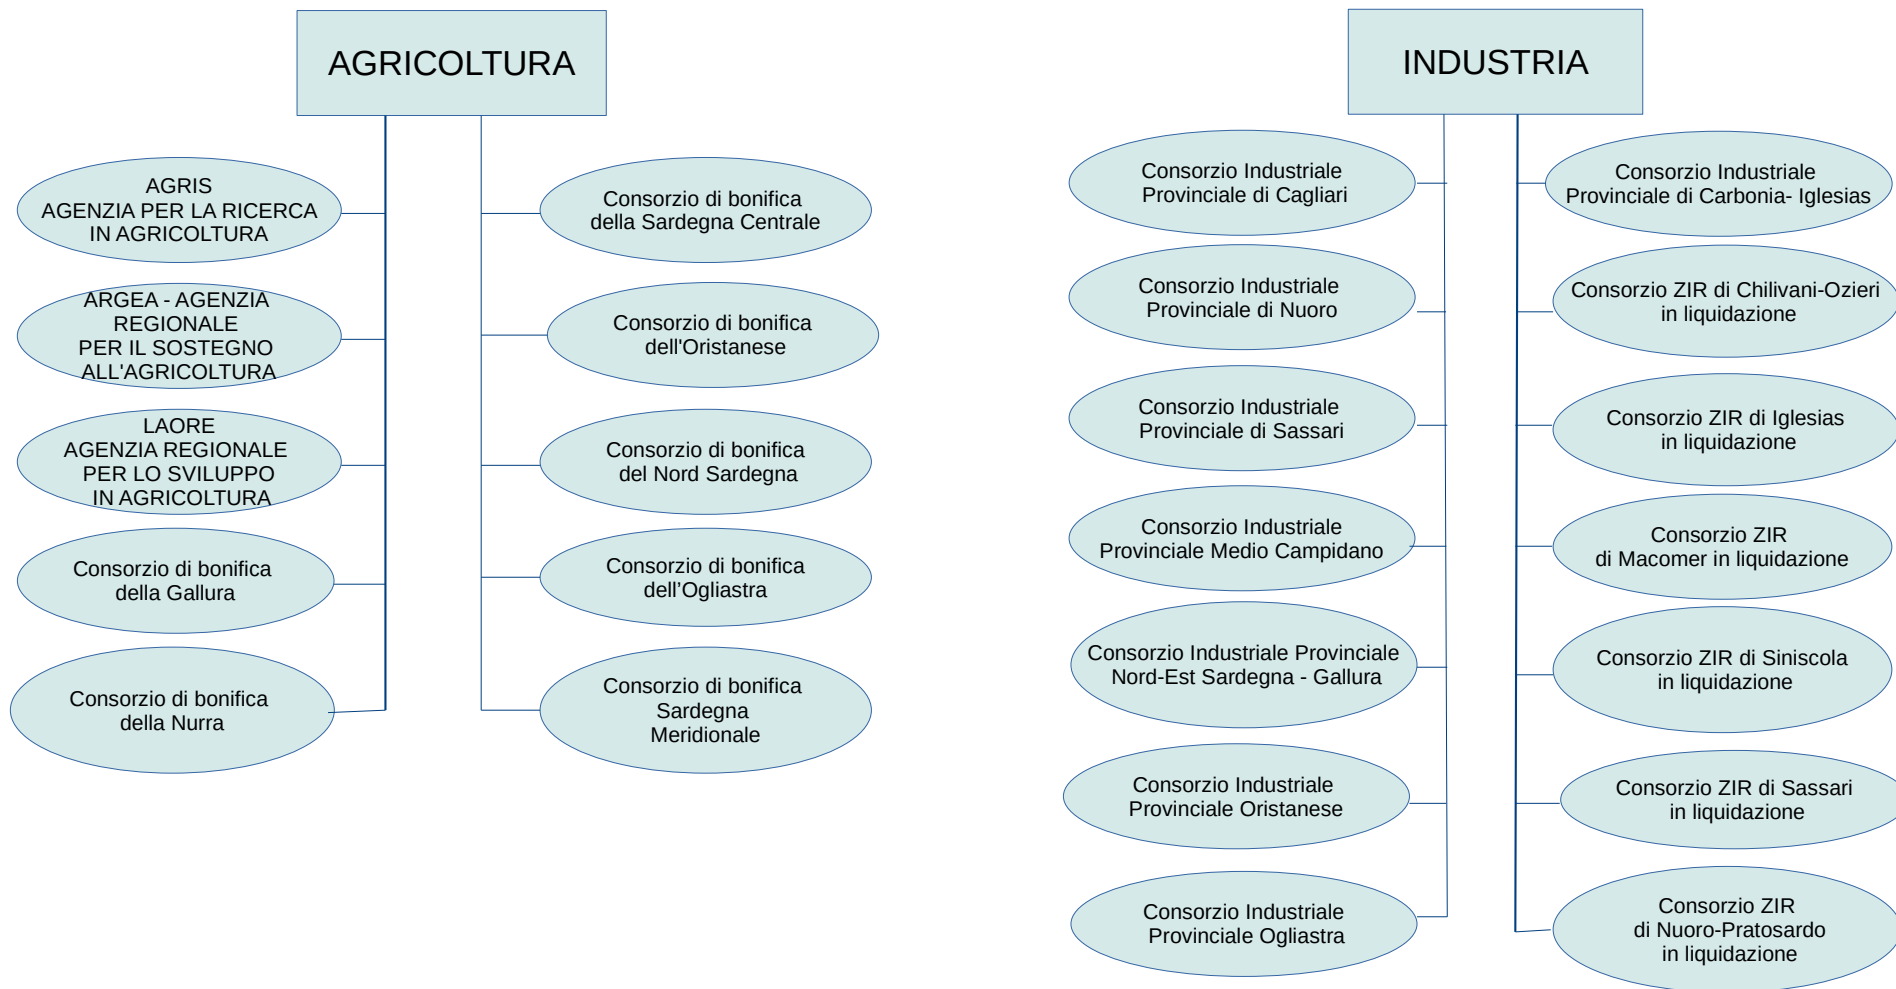 AGRICOLTURA
AGRIS
AGENZIA PER LA RICERCA
IN AGRICOLTURA
ARGEA - AGENZIA
REGIONALE
PER IL SOSTEGNO
ALL'AGRICOLTURA
LAORE
AGENZIA REGIONALE
PER LO SVILUPPO
IN AGRICOLTURA
Consorzio di bonifica
della Gallura
Consorzio di bonifica
della Nurra
Consorzio di bonifica
della Sardegna Centrale
Consorzio di bonifica
dell'Oristanese
Consorzio di bonifica
del Nord Sardegna
Consorzio di bonifica
dell’Ogliastra
Consorzio di bonifica
Sardegna
Meridionale
INDUSTRIA
Consorzio Industriale
Provinciale di Cagliari
Consorzio Industriale
Provinciale di Nuoro
Consorzio Industriale
Provinciale di Sassari
Consorzio Industriale
Provinciale Medio Campidano
Consorzio Industriale Provinciale
Nord-Est Sardegna - Gallura
Consorzio Industriale
Provinciale Oristanese
Consorzio Industriale
Provinciale Ogliastra
Consorzio Industriale
Provinciale di Carbonia- Iglesias
Consorzio ZIR di Chilivani-Ozieri
in liquidazione
Consorzio ZIR di Iglesias
in liquidazione
Consorzio ZIR
di Macomer in liquidazione
Consorzio ZIR di Siniscola
in liquidazione
Consorzio ZIR di Sassari
in liquidazione
Consorzio ZIR
di Nuoro-Pratosardo
in liquidazione